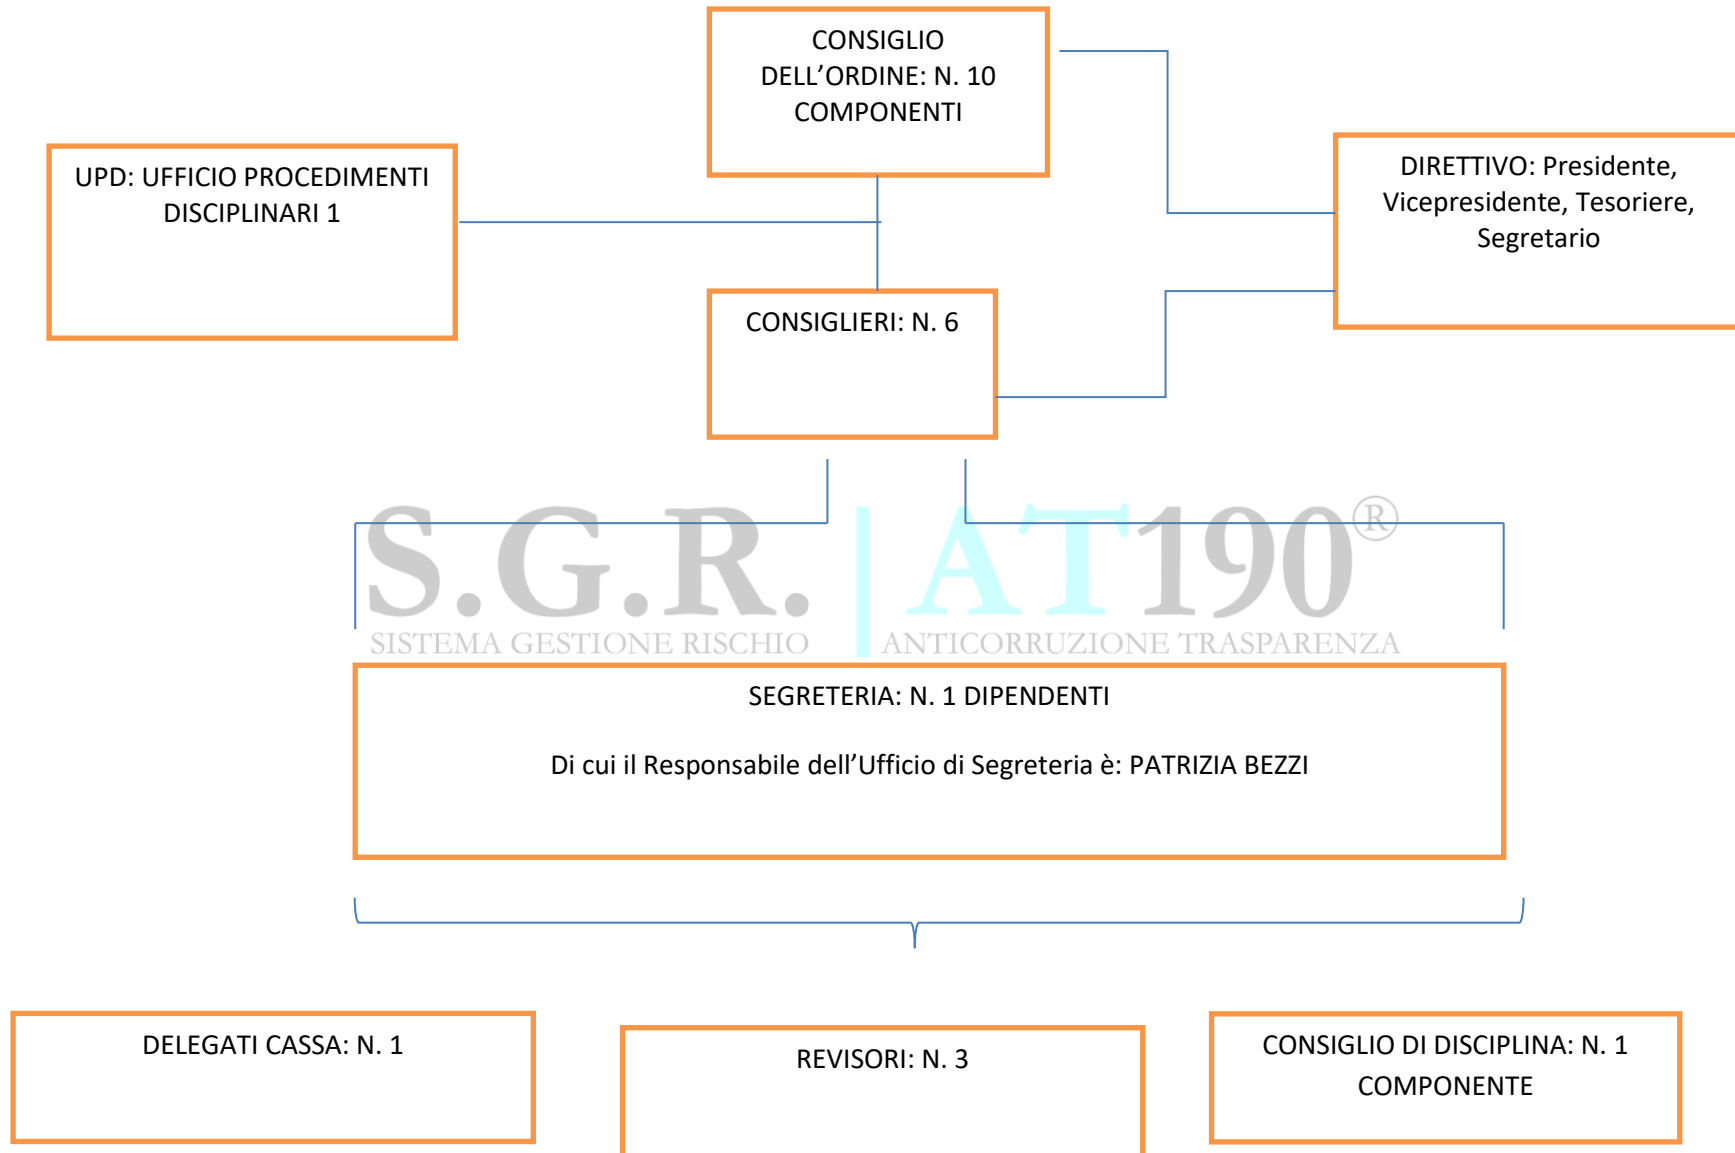 CONSIGLIO
DELL’ORDINE: N. 10
COMPONENTI
UPD: UFFICIO PROCEDIMENTI
DISCIPLINARI 1
DIRETTIVO: Presidente,
Vicepresidente, Tesoriere,
Segretario
CONSIGLIERI: N. 6
S.G.R. | AT190®
SISTEMA GESTIONE RISCHIO ANTICORRUZIONE TRASPARENZA
SEGRETERIA: N. 1 DIPENDENTI
Di cui il Responsabile dell’Ufficio di Segreteria è: PATRIZIA BEZZI
DELEGATI CASSA: N. 1
REVISORI: N. 3
CONSIGLIO DI DISCIPLINA: N. 1
COMPONENTE